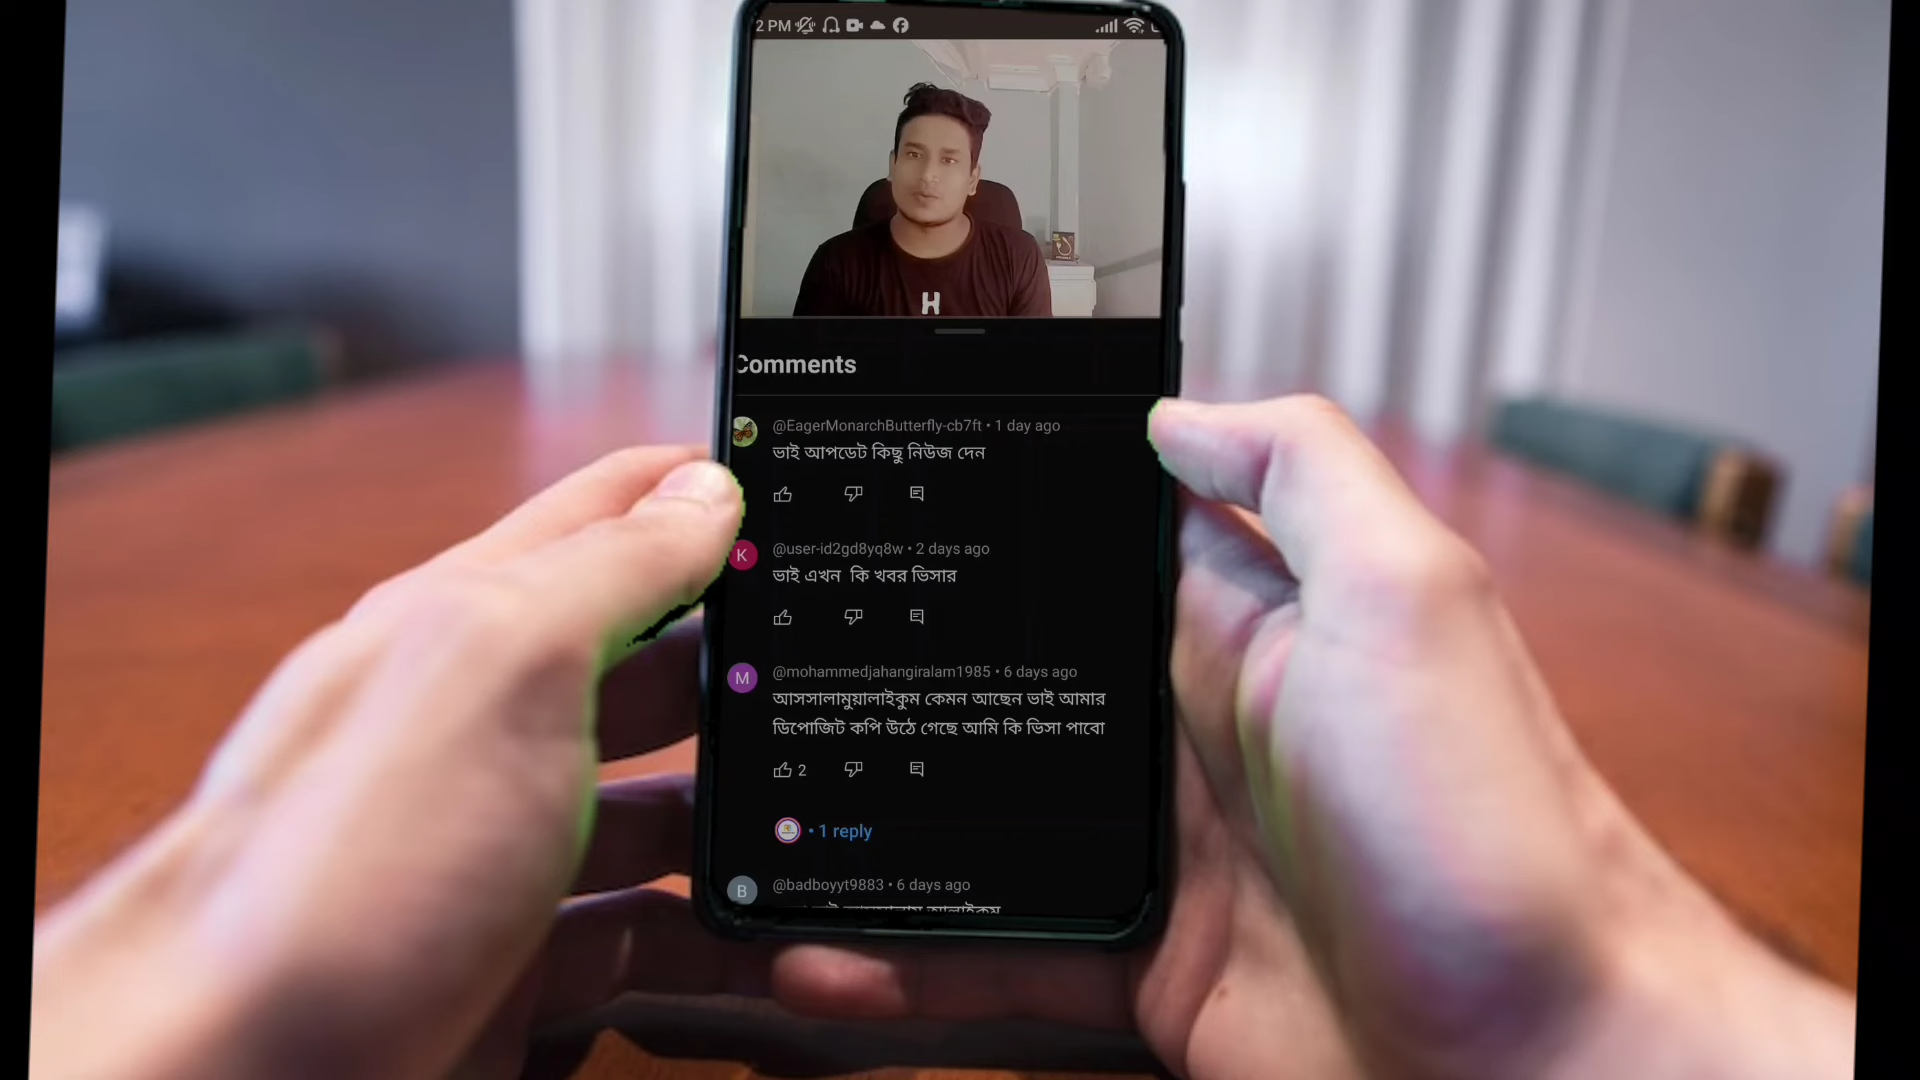 2 PM
H
Comments
@EagerMonarchButterfly-cb7ft • 1 day ago
ভাই আপডেট কিছু নিউজ দেন
K
@user-id2gd8yq8w • 2 days ago
ভাই এখন  কি খবর ভিসার
M
@mohammedjahangiralam1985 • 6 days ago
আসসালামুয়ালাইকুম কেমন আছেন ভাই আমার
ডিপোজিট কপি উঠে গেছে আমি কি ভিসা পাবো
2
• 1 reply
B
@badboyyt9883 • 6 days ago